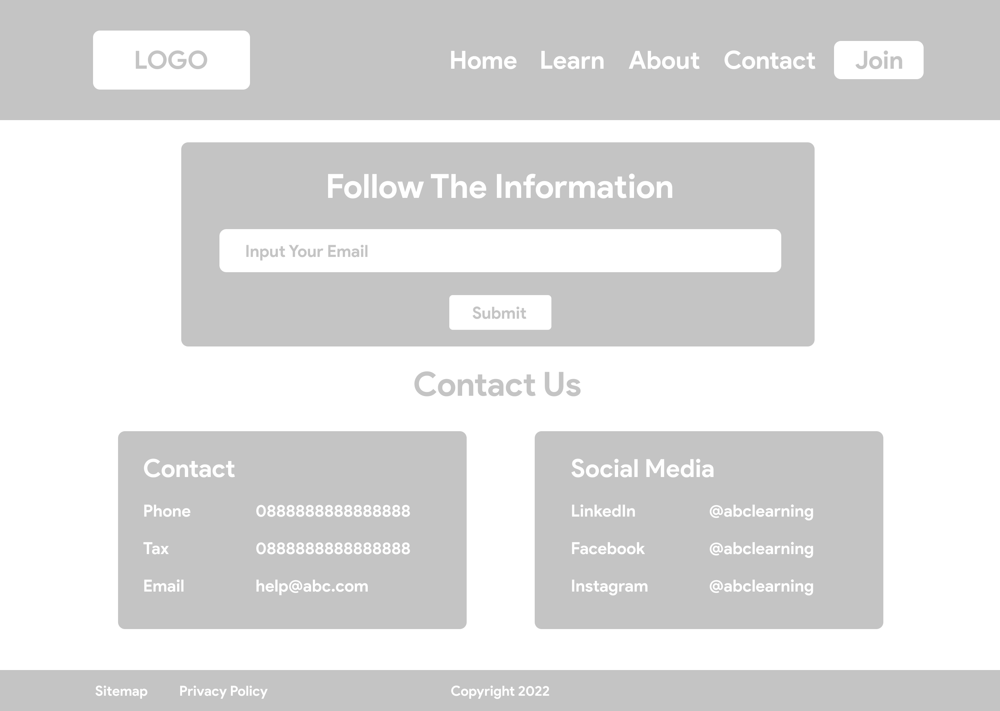 LOGO Home Learn About Contact Join
Follow The Information
Input Your Email
Submit
Contact Us
Contact
Phone 0888888888888888
Tax 0888888888888888
Email help@abc.com
Social Media
LinkedIn @abclearning
Facebook @abclearning
Instagram @abclearning
Sitemap Privacy Policy Copyright 2022